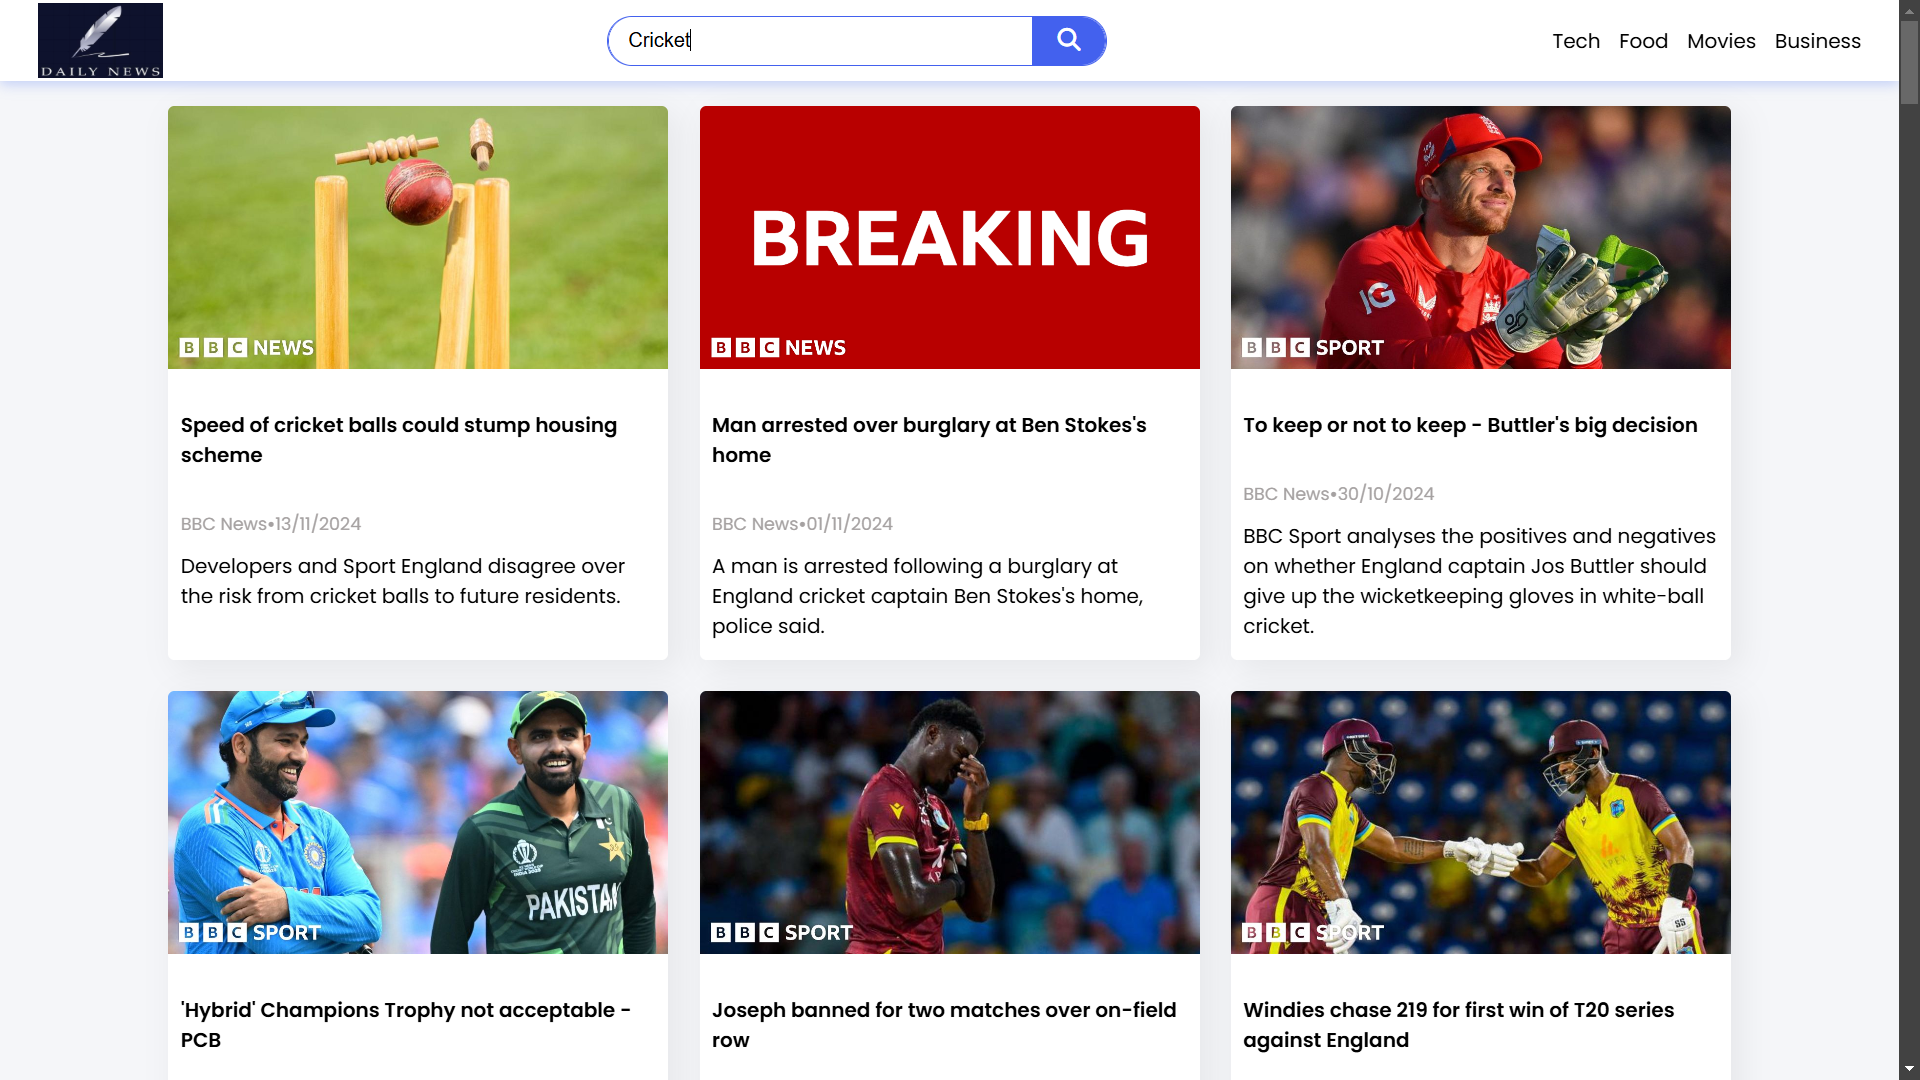 DAILY NEWS
Cricket
Tech Food Movies Business
BBC NEWS
Speed of cricket balls could stump housing
scheme
BBC News•13/11/2024
Developers and Sport England disagree over
the risk from cricket balls to future residents.
BREAKING
BBC NEWS
Man arrested over burglary at Ben Stokes's
home
BBC News•01/11/2024
A man is arrested following a burglary at
England cricket captain Ben Stokes's home,
police said.
IG
BBC SPORT
To keep or not to keep - Buttler's big decision
BBC News•30/10/2024
BBC Sport analyses the positives and negatives
on whether England captain Jos Buttler should
give up the wicketkeeping gloves in white-ball
cricket.
PAKISTAN
BBC SPORT
'Hybrid' Champions Trophy not acceptable -
PCB
BBC SPORT
Joseph banned for two matches over on-field
row
SS
BBC SPORT
Windies chase 219 for first win of T20 series
against England